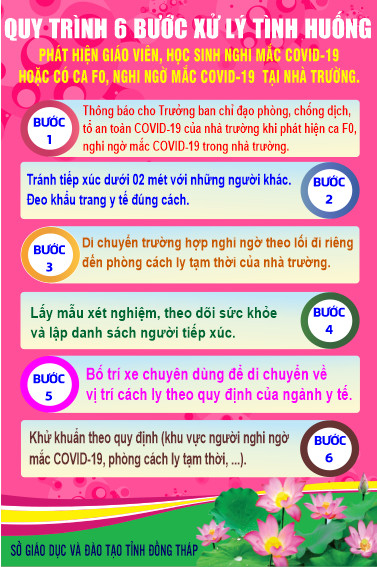 QUY TRÌNH 6 BƯỚC XỬ LÝ TÌNH HUỐNG
PHÁT HIỆN GIÁO VIÊN, HỌC SINH NGHI MẮC COVID-19
HOẶC CÓ CA F0, NGHI NGỜ MẮC COVID-19 TẠI NHÀ TRƯỜNG.
BƯỚC
1
Thông báo cho Trưởng ban chỉ đạo phòng, chống dịch,
tổ an toàn COVID-19 của nhà trường khi phát hiện ca F0,
nghi ngờ mắc COVID-19 trong nhà trường.
Tránh tiếp xúc dưới 02 mét với những người khác.
Đeo khẩu trang y tế đúng cách.
BƯỚC
2
BƯỚC
3
Di chuyển trường hợp nghi ngờ theo lối đi riêng
đến phòng cách ly tạm thời của nhà trường.
Lấy mẫu xét nghiệm, theo dõi sức khỏe
và lập danh sách người tiếp xúc.
BƯỚC
4
BƯỚC
5
Bố trí xe chuyên dùng để di chuyển về
vị trí cách ly theo quy định của ngành y tế.
Khử khuẩn theo quy định (khu vực người nghi ngờ
mắc COVID-19, phòng cách ly tạm thời, ...).
BƯỚC
6
SỞ GIÁO DỤC VÀ ĐÀO TẠO TỈNH ĐỒNG THÁP